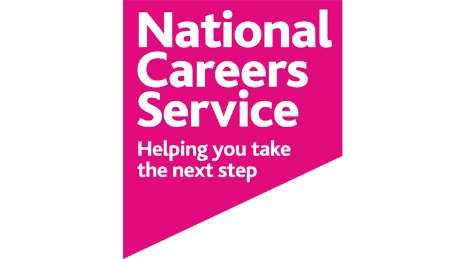 National
Careers
Service
Helping you take
the next step